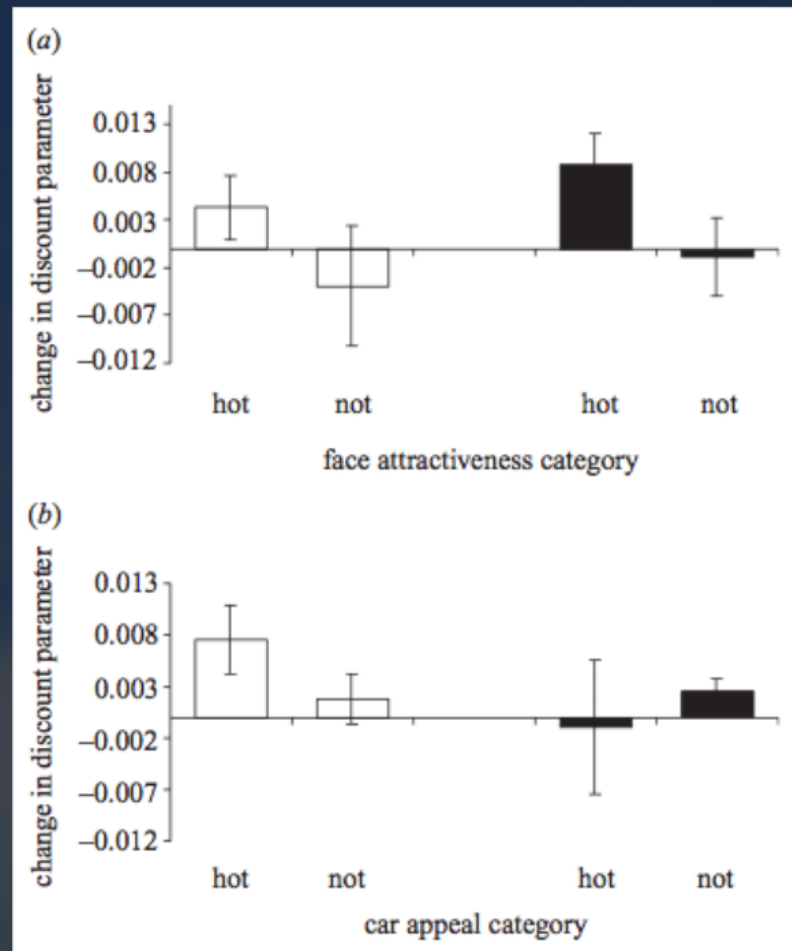 (a)
change in discount parameter
0.013
0.008
0.003
–0.002
–0.007
–0.012
hot not hot not
face attractiveness category
(b)
change in discount parameter
0.013
0.008
0.003
–0.002
–0.007
–0.012
hot not hot not
car appeal category